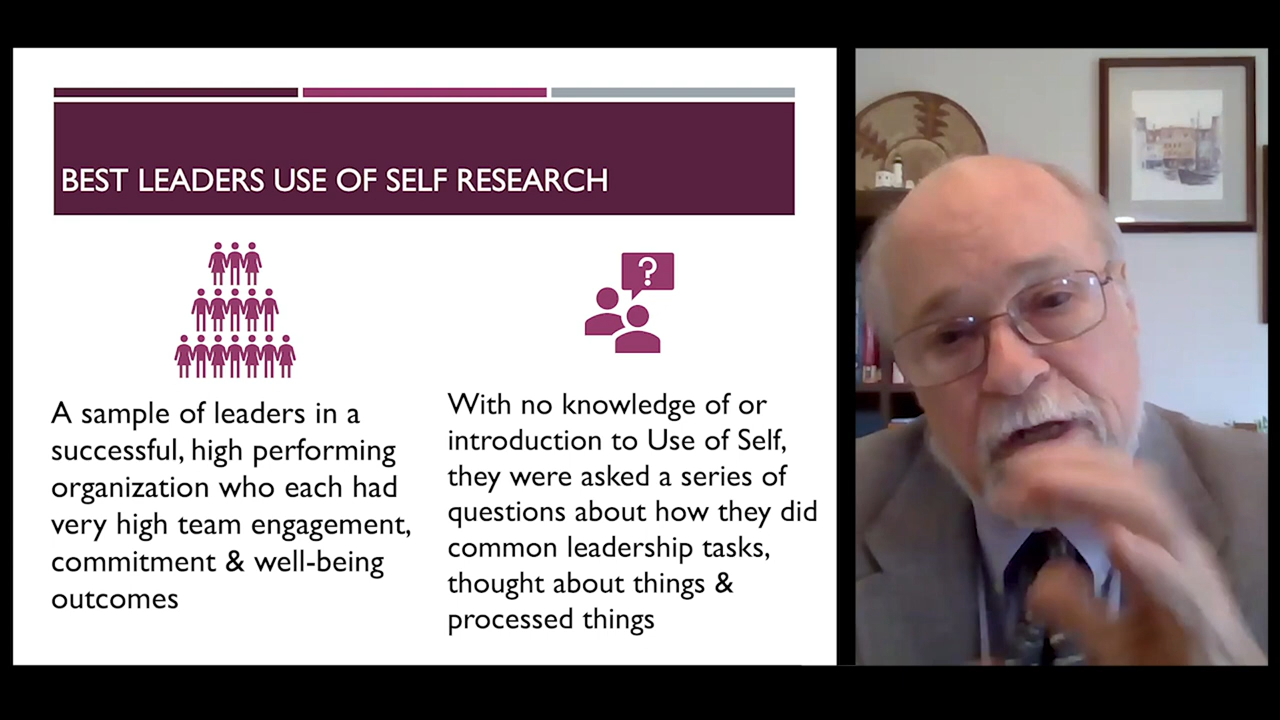 BEST LEADERS USE OF SELF RESEARCH
?
A sample of leaders in a
successful, high performing
organization who each had
very high team engagement,
commitment & well-being
outcomes
With no knowledge of or
introduction to Use of Self,
they were asked a series of
questions about how they did
common leadership tasks,
thought about things &
processed things